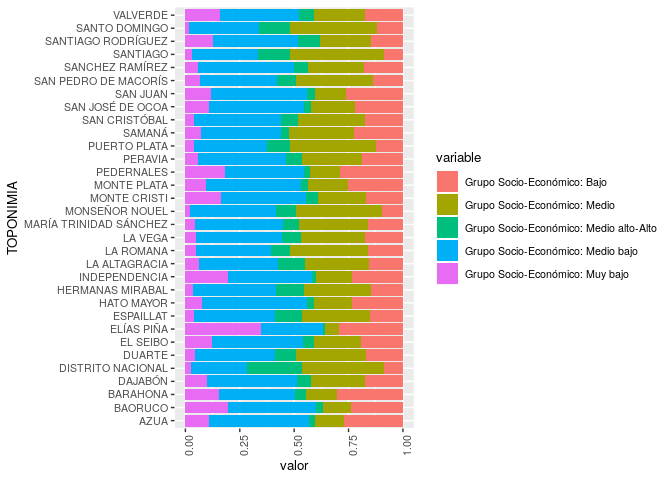 VALVERDE
SANTO DOMINGO
SANTIAGO RODRÍGUEZ
SANTIAGO
SANCHEZ RAMÍREZ
SAN PEDRO DE MACORÍS
SAN JUAN
SAN JOSÉ DE OCOA
SAN CRISTÓBAL
SAMANÁ
PUERTO PLATA
PERAVIA
PEDERNALES
MONTE PLATA
MONTE CRISTI
MONSEÑOR NOUEL
MARÍA TRINIDAD SÁNCHEZ
LA VEGA
LA ROMANA
LA ALTAGRACIA
INDEPENDENCIA
HERMANAS MIRABAL
HATO MAYOR
ESPAILLAT
ELÍAS PIÑA
EL SEIBO
DUARTE
DISTRITO NACIONAL
DAJABÓN
BARAHONA
BAORUCO
AZUA
TOPONIMIA
0.00
0.25
0.50
0.75
1.00
valor
variable
Grupo Socio-Económico: Bajo
Grupo Socio-Económico: Medio
Grupo Socio-Económico: Medio alto-Alto
Grupo Socio-Económico: Medio bajo
Grupo Socio-Económico: Muy bajo